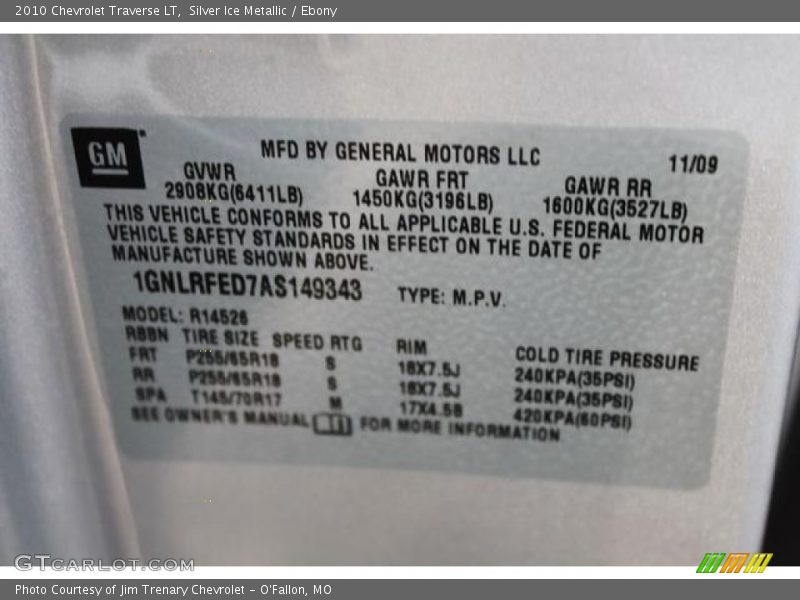 2010 Chevrolet Traverse LT, Silver Ice Metallic / Ebony
GM
MFD BY GENERAL MOTORS LLC
11/09
GVWR GAWR FRT GAWR RR
2908KG(6411LB) 1450KG(3196LB) 1600KG(3527LB)
THIS VEHICLE CONFORMS TO ALL APPLICABLE U.S. FEDERAL MOTOR
VEHICLE SAFETY STANDARDS IN EFFECT ON THE DATE OF
MANUFACTURE SHOWN ABOVE.
1GNLRFED7AS149343 TYPE: M.P.V.
MODEL: R14526
RBBN TIRE SIZE SPEED RTG RIM COLD TIRE PRESSURE
FRT P255/65R18 S 18X7.5J 240KPA(35PSI)
RR P255/65R18 S 18X7.5J 240KPA(35PSI)
SPA T145/70R17 M 17X4.5B 420KPA(60PSI)
SEE OWNER'S MANUAL FOR MORE INFORMATION
GTCarLot.com
Photo Courtesy of Jim Trenary Chevrolet - O'Fallon, MO